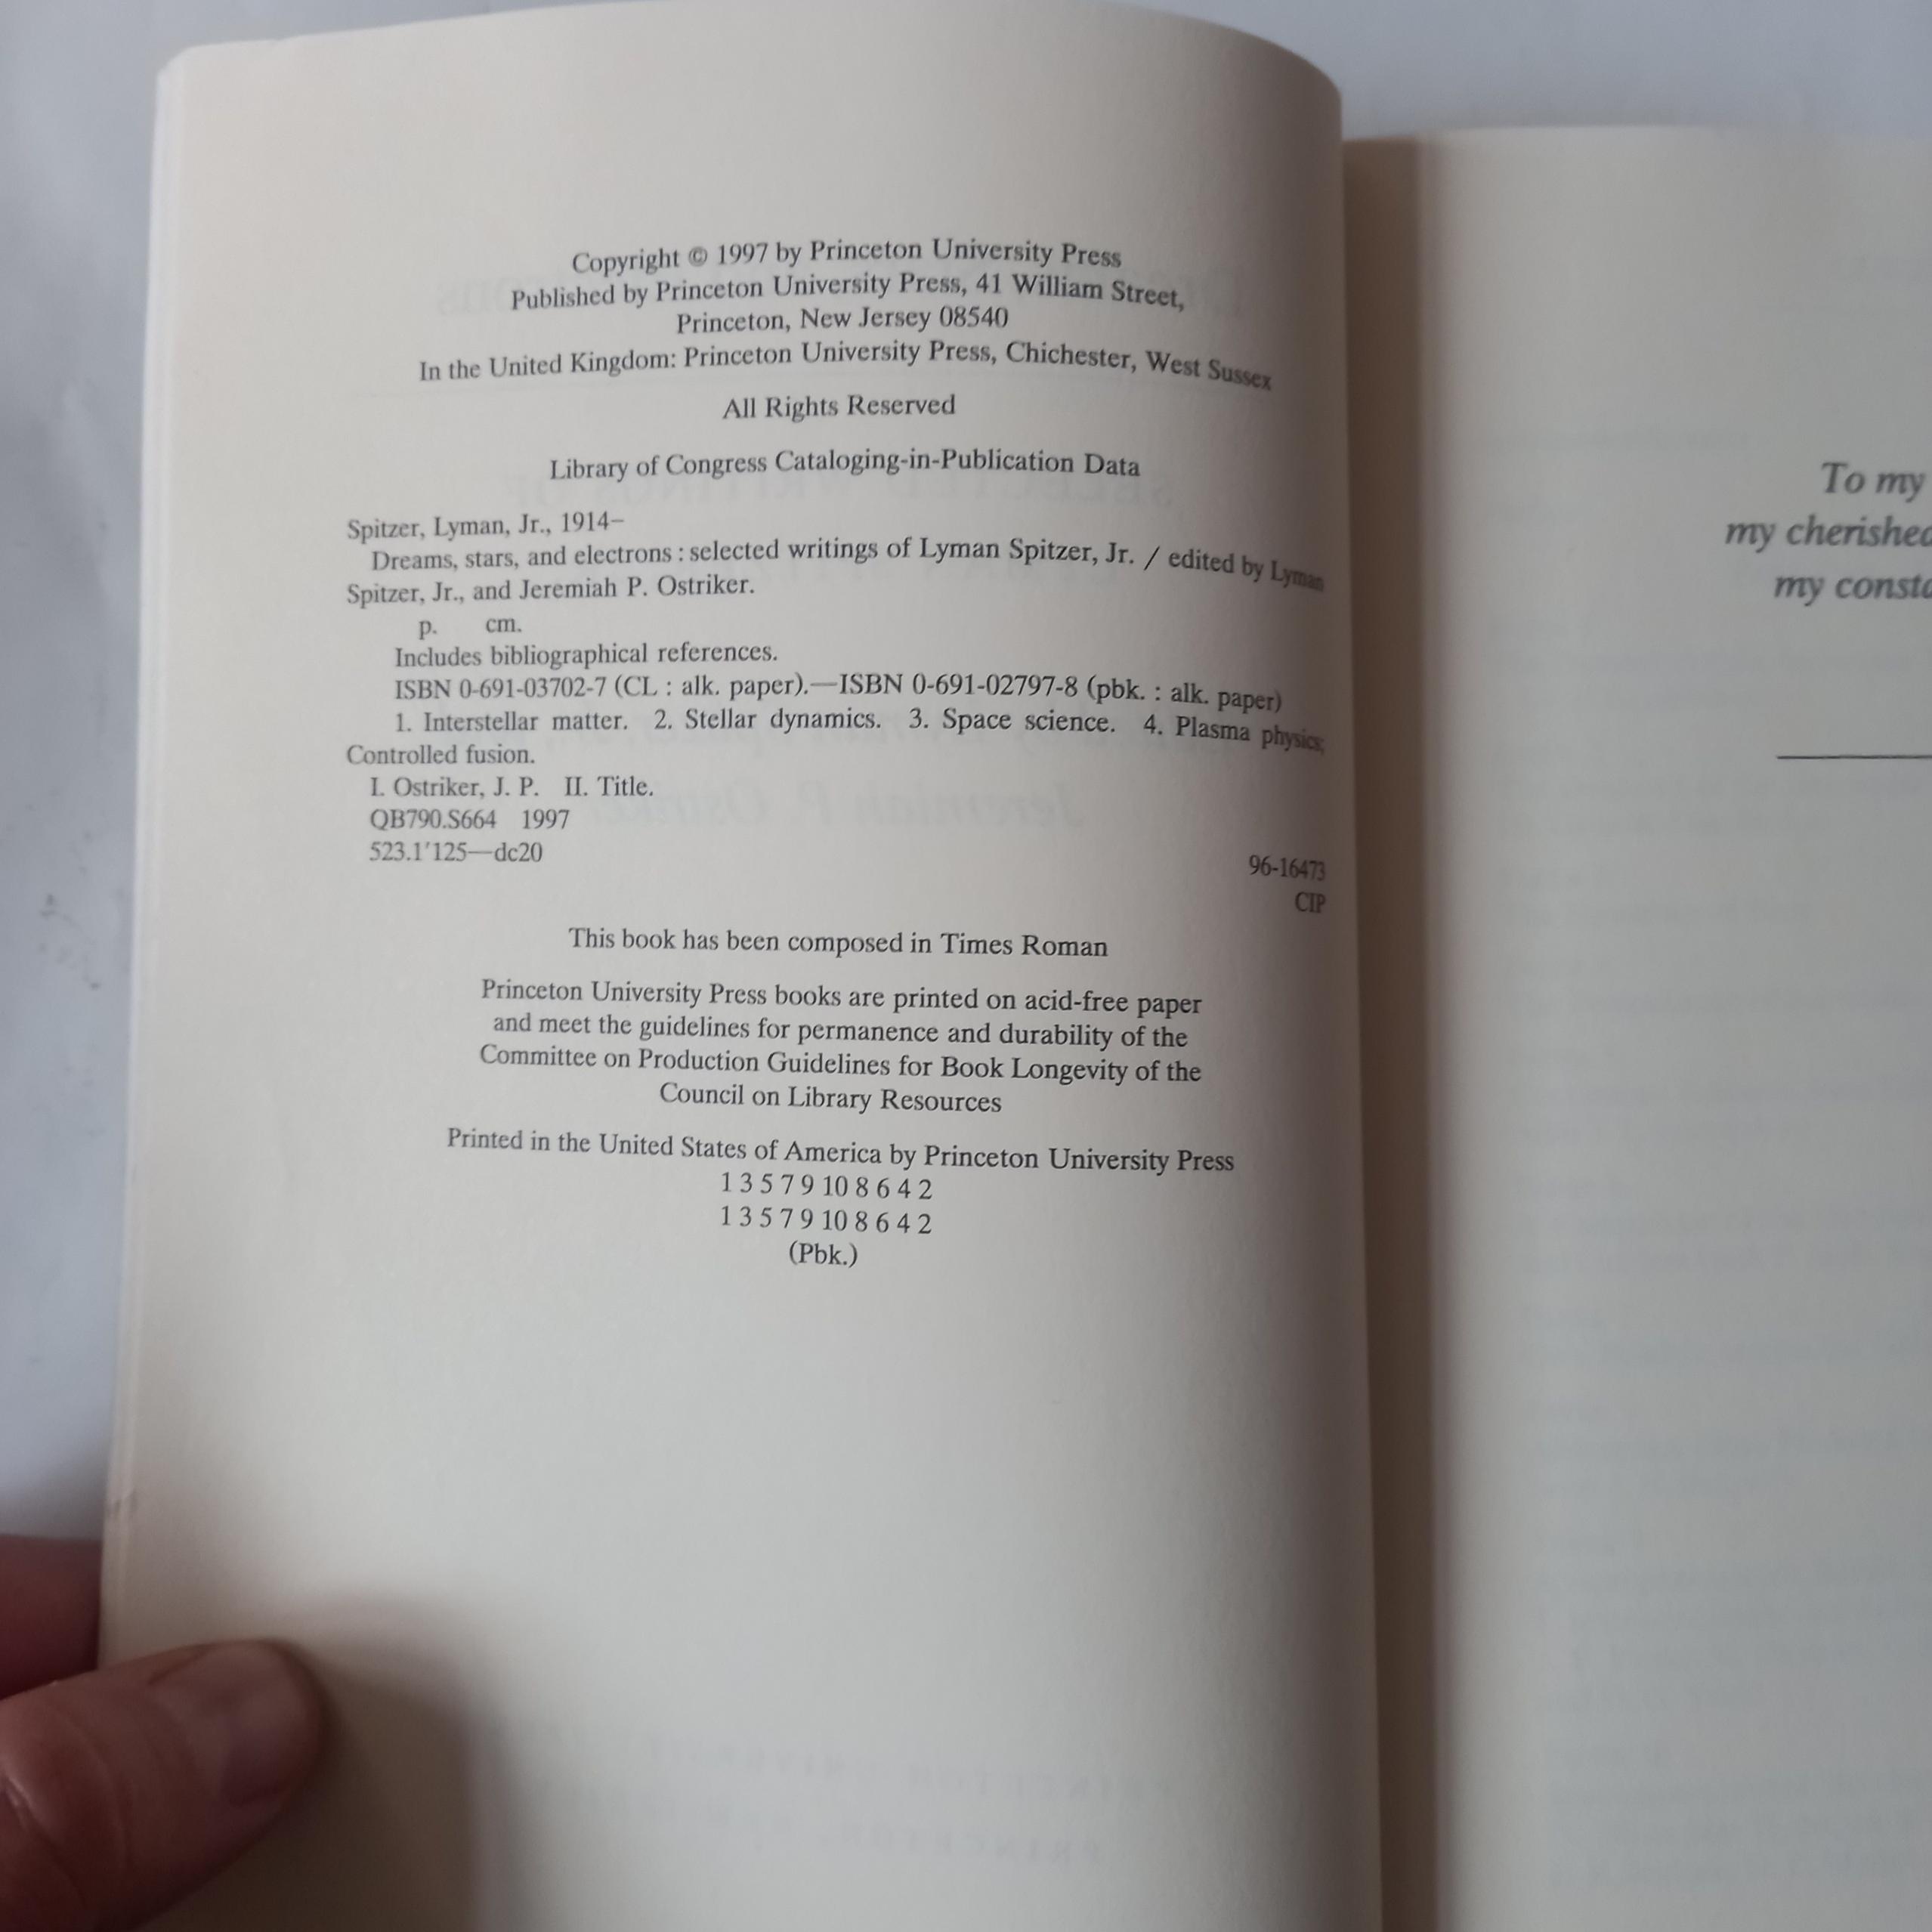 Copyright © 1997 by Princeton University Press
Published by Princeton University Press, 41 William Street,
Princeton, New Jersey 08540
In the United Kingdom: Princeton University Press, Chichester, West Sussex
All Rights Reserved
Library of Congress Cataloging-in-Publication Data
Spitzer, Lyman, Jr., 1914–
Dreams, stars, and electrons : selected writings of Lyman Spitzer, Jr. / edited by Lyman
Spitzer, Jr., and Jeremiah P. Ostriker.
p. cm.
Includes bibliographical references.
ISBN 0-691-03702-7 (CL : alk. paper).—ISBN 0-691-02797-8 (pbk. : alk. paper)
1. Interstellar matter. 2. Stellar dynamics. 3. Space science. 4. Plasma physics;
Controlled fusion.
I. Ostriker, J. P. II. Title.
QB790.S664 1997
523.1'125—dc20
96-16473
CIP
This book has been composed in Times Roman
Princeton University Press books are printed on acid-free paper
and meet the guidelines for permanence and durability of the
Committee on Production Guidelines for Book Longevity of the
Council on Library Resources
Printed in the United States of America by Princeton University Press
1 3 5 7 9 10 8 6 4 2
1 3 5 7 9 10 8 6 4 2
(Pbk.)
To my
my cherished
my